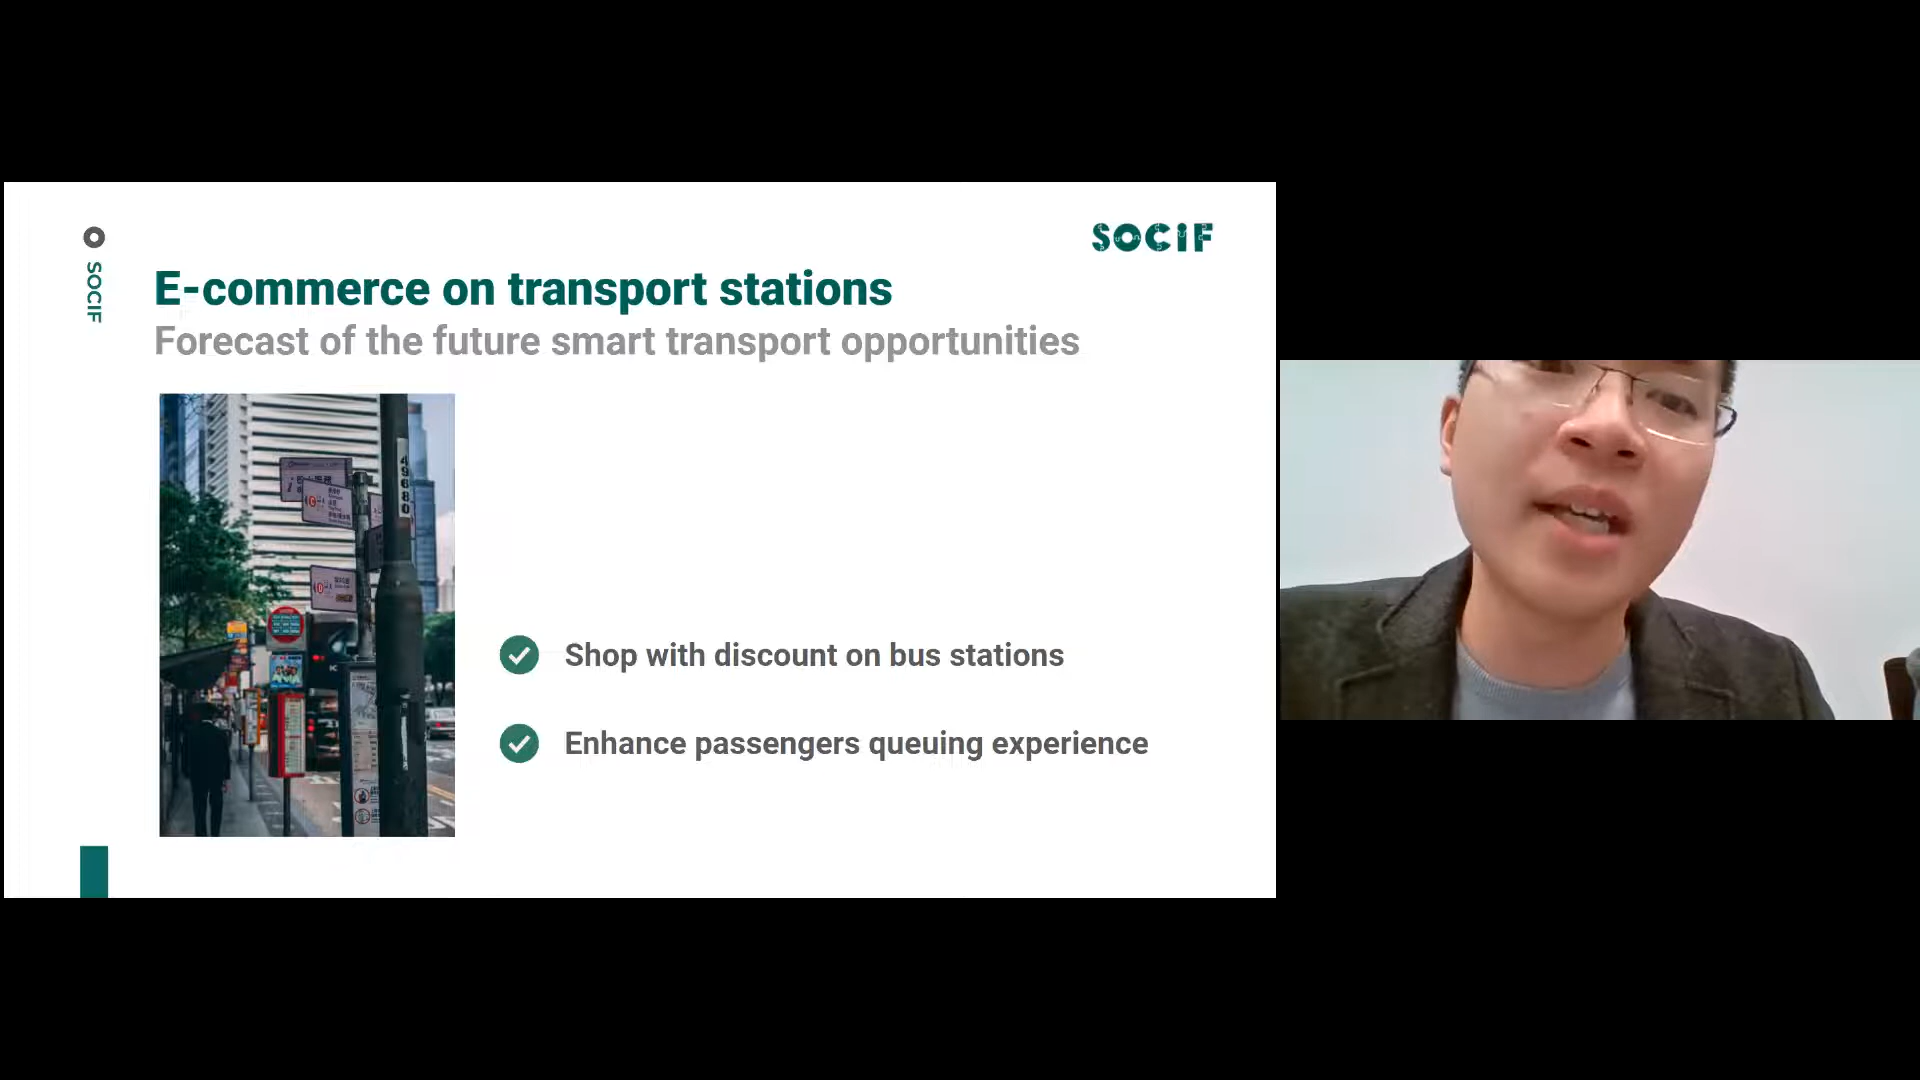 SOCIF
SOCIF
E-commerce on transport stations
Forecast of the future smart transport opportunities
49680
Shop with discount on bus stations
Enhance passengers queuing experience